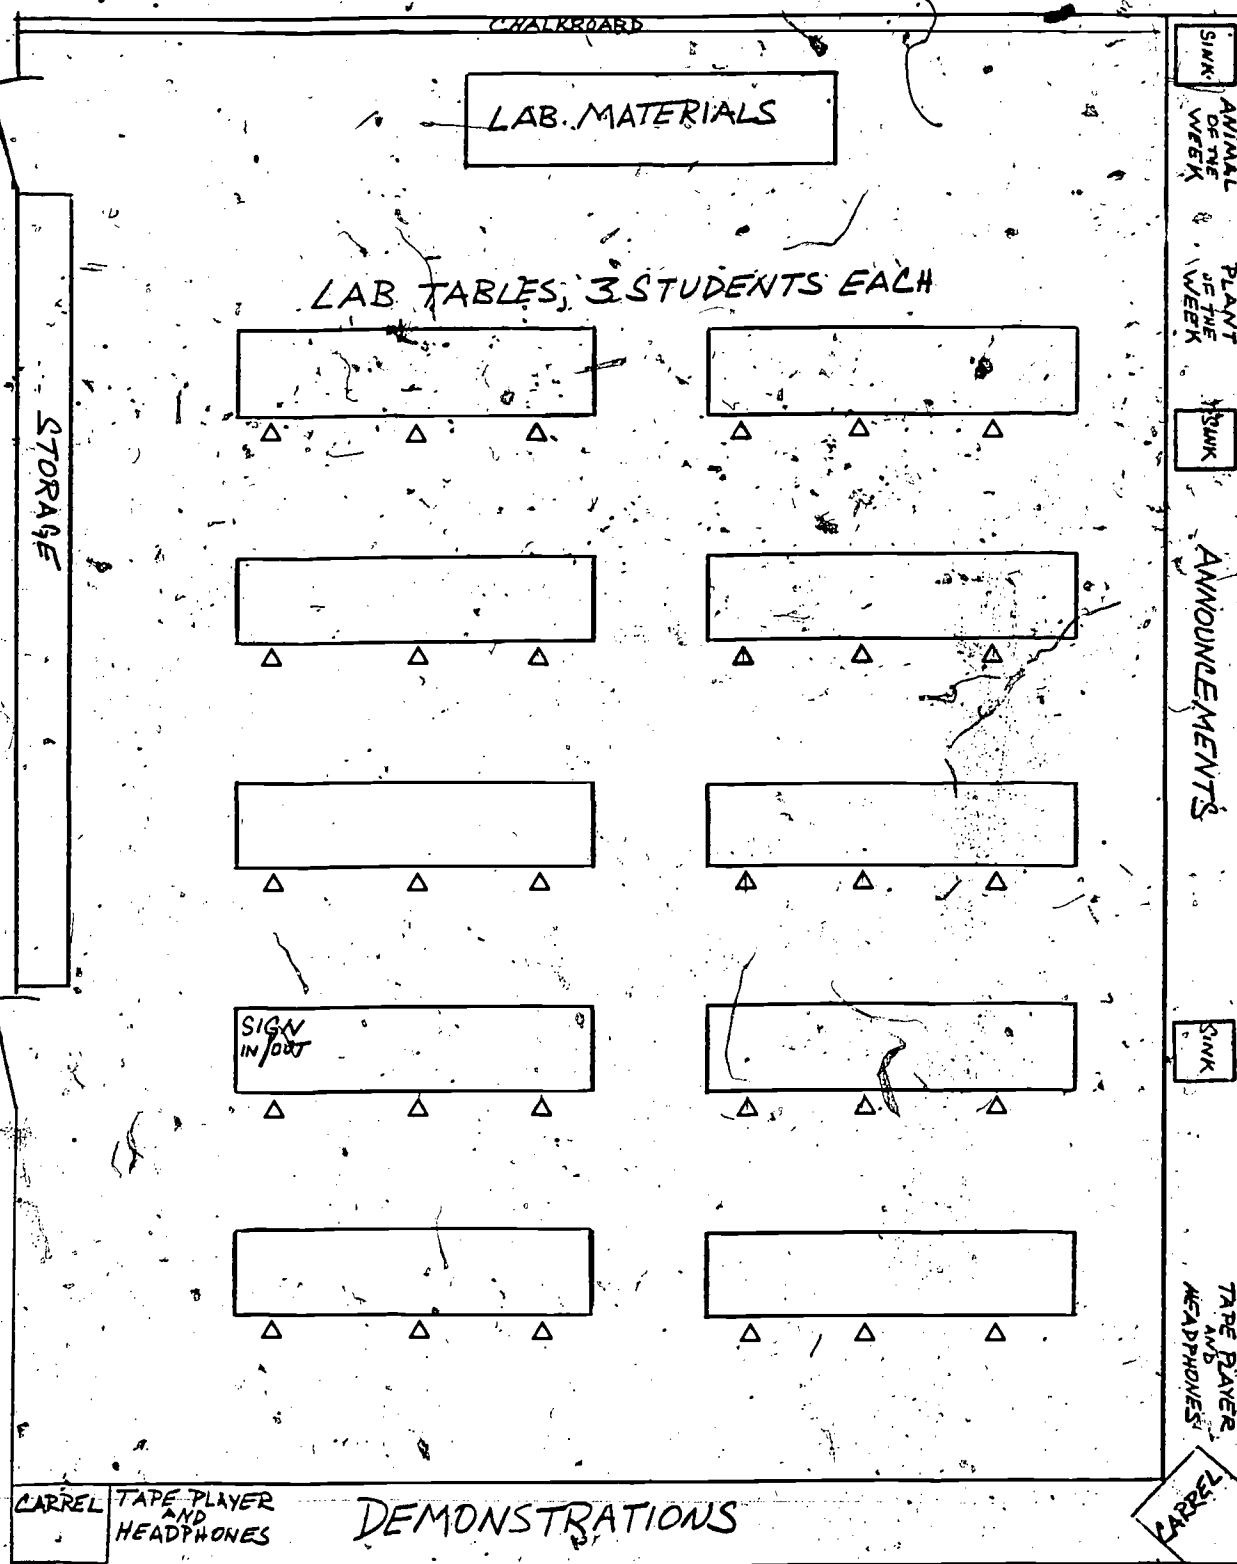 CHALKBOARD
LAB. MATERIALS
SINK
ANIMAL
OF THE
WEEK
PLANT
OF THE
WEEK
LAB TABLES, 3 STUDENTS EACH
SINK
STORAGE
ANNOUNCEMENTS
SIGN
IN/OUT
SINK
TAPE PLAYER
AND
HEADPHONES
CARREL
TAPE PLAYER
AND
HEADPHONES
DEMONSTRATIONS
CARREL